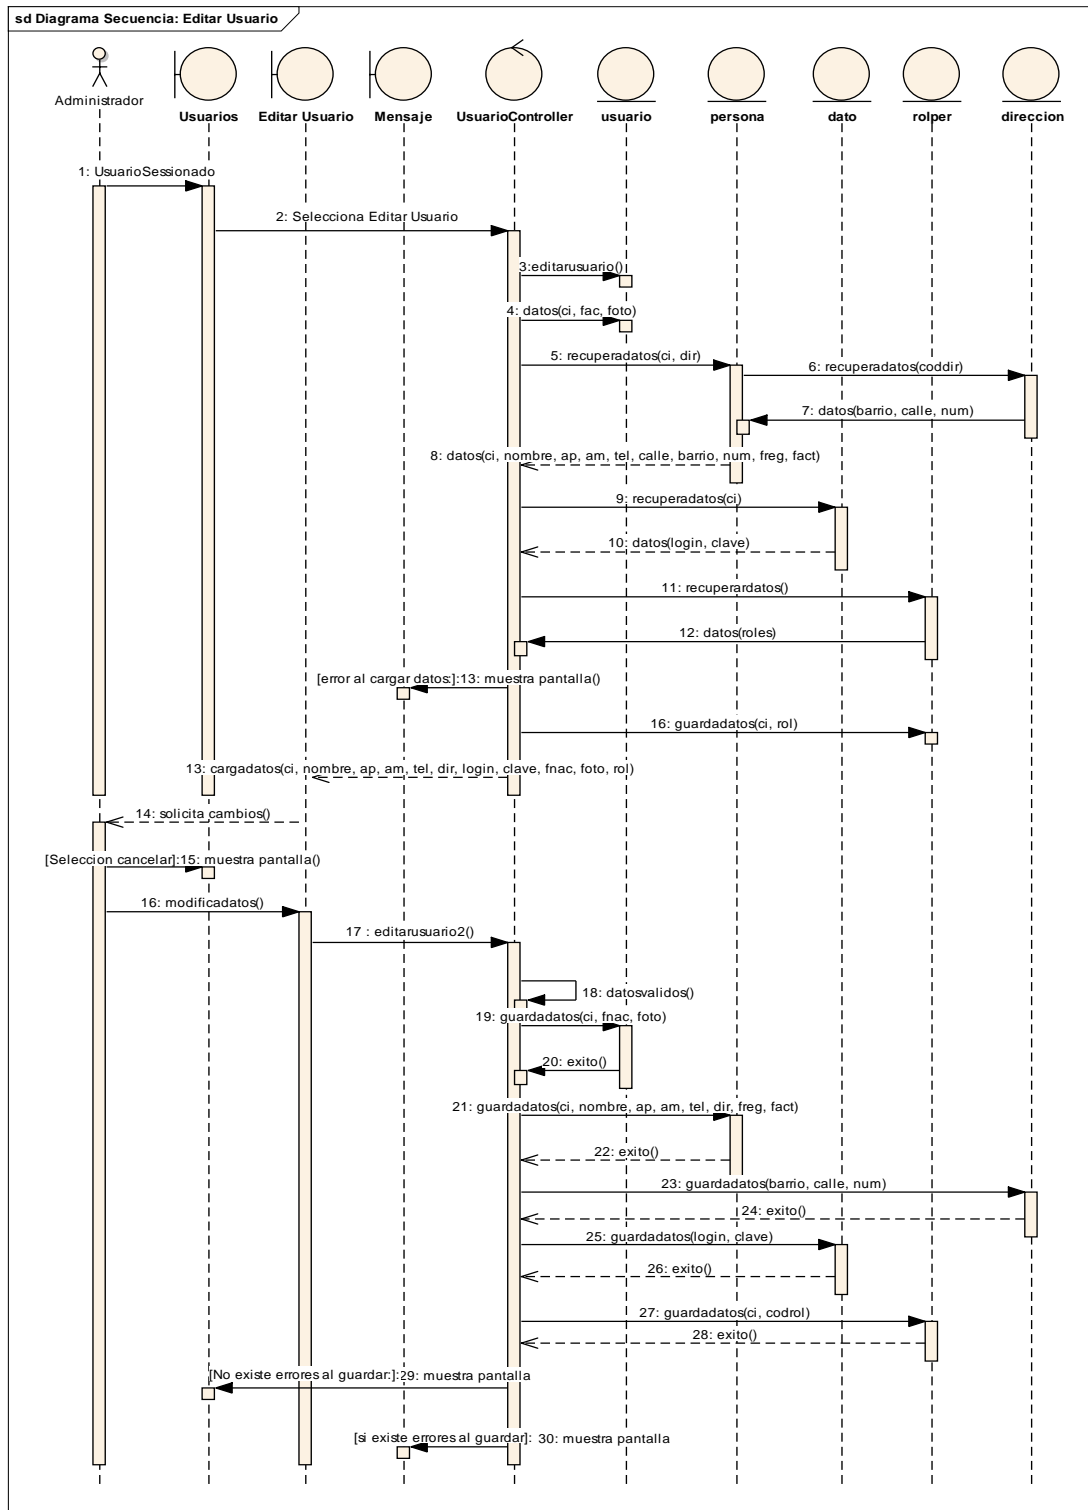 sd Diagrama Secuencia: Editar Usuario
Administrador
Usuarios
Editar Usuario
Mensaje
UsuarioController
usuario
persona
dato
rolper
direccion
1: UsuarioSessionado
2: Selecciona Editar Usuario
3:editarusuario()
4: datos(ci, fac, foto)
5: recuperadatos(ci, dir)
6: recuperadatos(coddir)
7: datos(barrio, calle, num)
8: datos(ci, nombre, ap, am, tel, calle, barrio, num, freg, fact)
9: recuperadatos(ci)
10: datos(login, clave)
11: recuperardatos()
12: datos(roles)
[error al cargar datos:]:13: muestra pantalla()
16: guardadatos(ci, rol)
13: cargadatos(ci, nombre, ap, am, tel, dir, login, clave, fnac, foto, rol)
14: solicita cambios()
[Seleccion cancelar]:15: muestra pantalla()
16: modificadatos()
17 : editarusuario2()
18: datosvalidos()
19: guardadatos(ci, fnac, foto)
20: exito()
21: guardadatos(ci, nombre, ap, am, tel, dir, freg, fact)
22: exito()
23: guardadatos(barrio, calle, num)
24: exito()
25: guardadatos(login, clave)
26: exito()
27: guardadatos(ci, codrol)
28: exito()
[No existe errores al guardar:]:29: muestra pantalla
[si existe errores al guardar]: 30: muestra pantalla